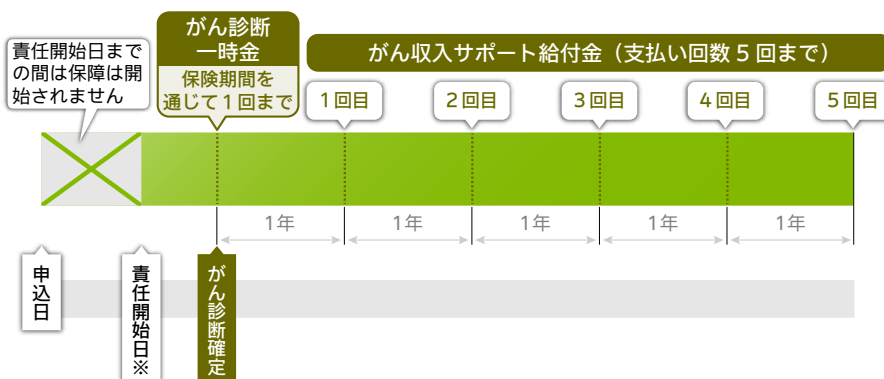 がん診断
一時金
保険期間を
通じて1回まで
がん収入サポート給付金（支払い回数5回まで）
責任開始日まで
の間は保障は開
始されません
1回目
2回目
3回目
4回目
5回目
1年
1年
1年
1年
1年
申込日
責任開始日※
がん診断確定